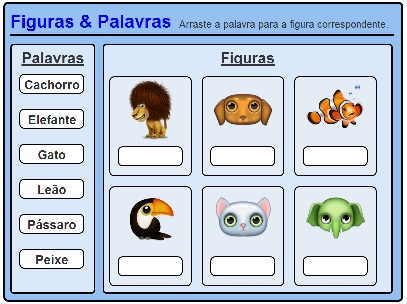 Figuras & Palavras Arraste a palavra para a figura correspondente.
Palavras
Cachorro
Elefante
Gato
Leão
Pássaro
Peixe
Figuras